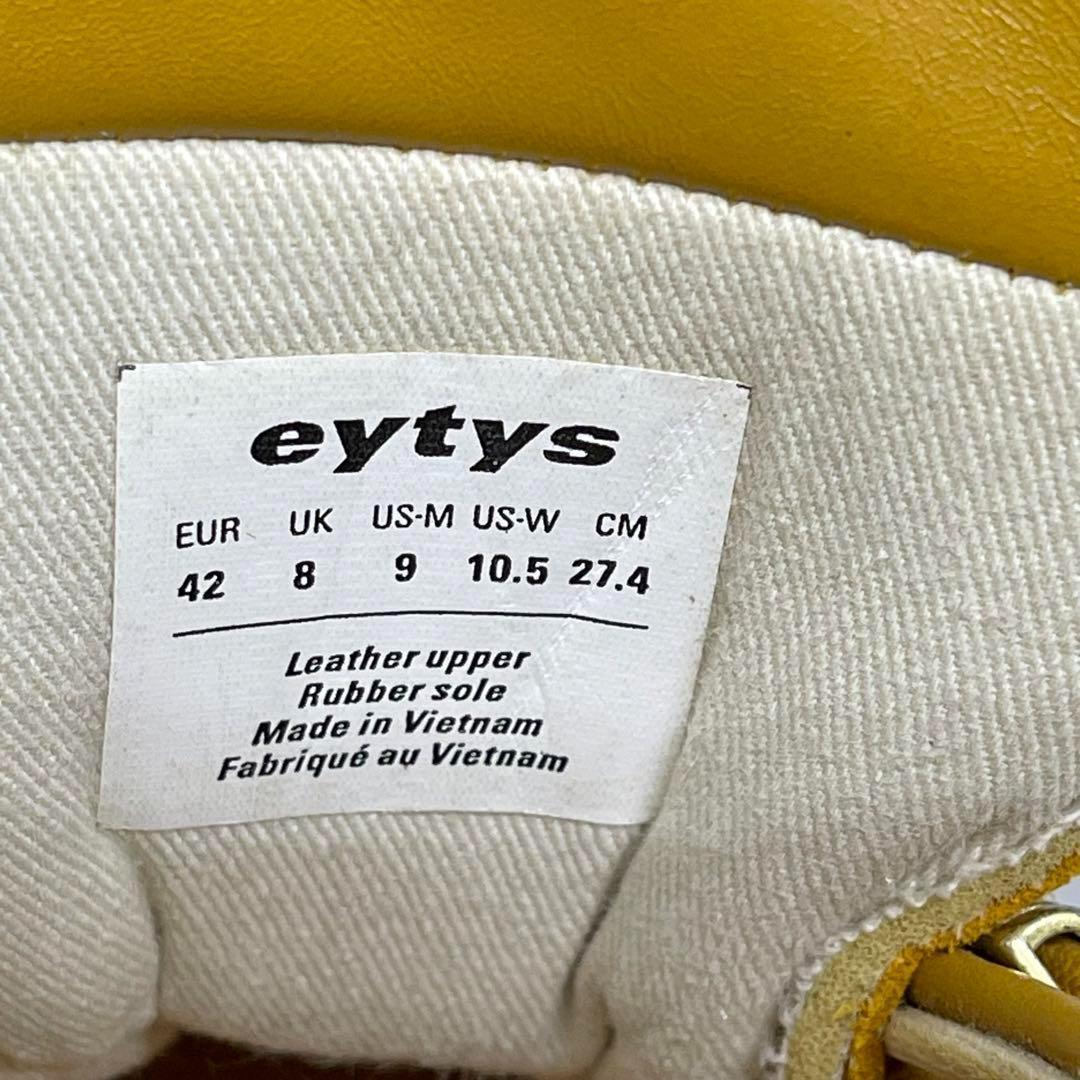 eytys
EUR UK US-M US-W CM
42 8 9 10.5 27.4
Leather upper
Rubber sole
Made in Vietnam
Fabriqué au Vietnam